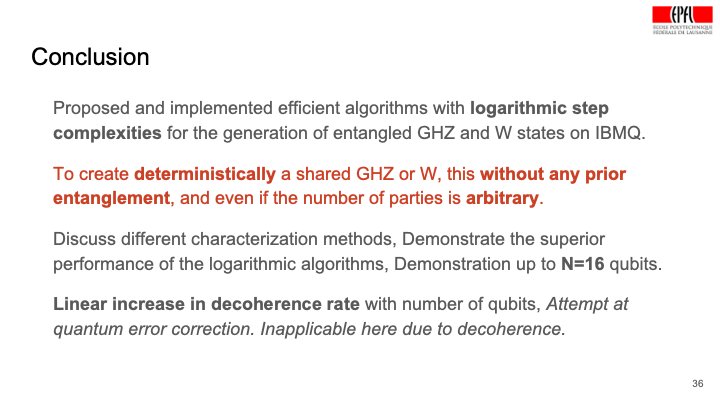 EPFL
ÉCOLE POLYTECHNIQUE
FÉDÉRALE DE LAUSANNE
Conclusion
Proposed and implemented efficient algorithms with logarithmic step
complexities for the generation of entangled GHZ and W states on IBMQ.
To create deterministically a shared GHZ or W, this without any prior
entanglement, and even if the number of parties is arbitrary.
Discuss different characterization methods, Demonstrate the superior
performance of the logarithmic algorithms, Demonstration up to N=16 qubits.
Linear increase in decoherence rate with number of qubits, Attempt at
quantum error correction. Inapplicable here due to decoherence.
36